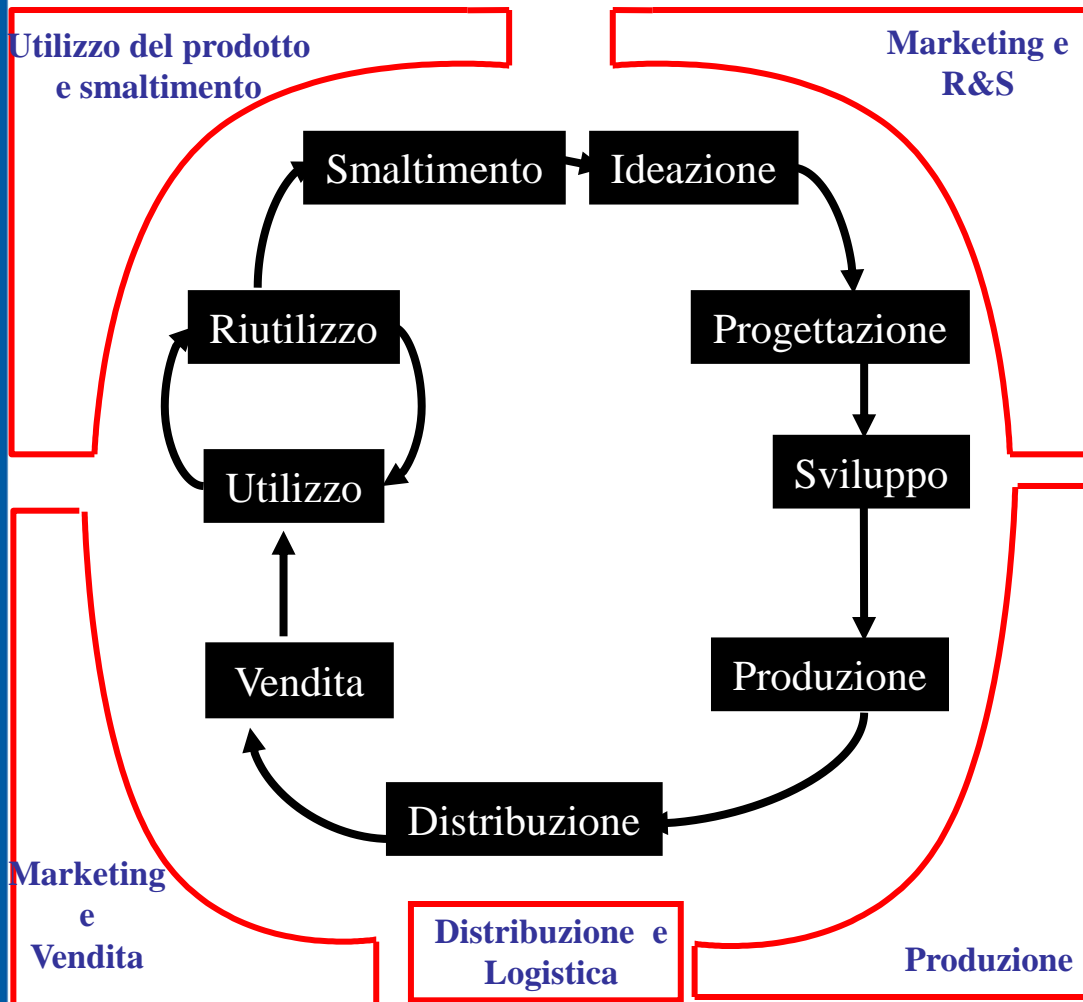 Utilizzo del prodotto
e smaltimento
Marketing e
R&S
Smaltimento
Ideazione
Riutilizzo
Progettazione
Utilizzo
Sviluppo
Vendita
Produzione
Distribuzione
Marketing
e
Vendita
Distribuzione e
Logistica
Produzione